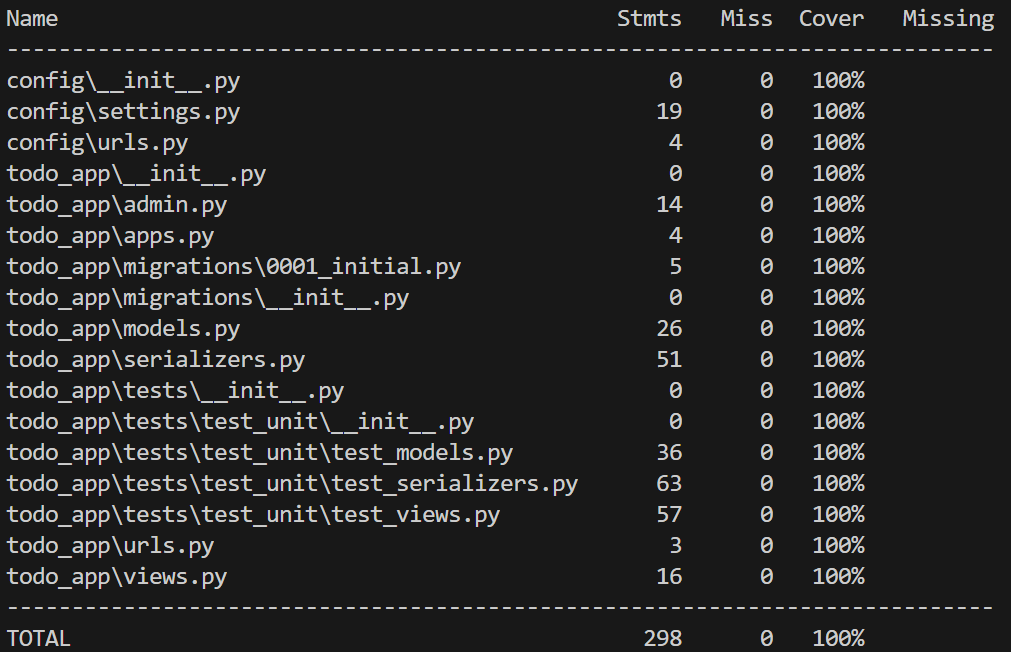 Name                                           Stmts   Miss  Cover   Missing
----------------------------------------------------------------------------
config\__init__.py                                 0      0   100%
config\settings.py                                19      0   100%
config\urls.py                                     4      0   100%
todo_app\__init__.py                               0      0   100%
todo_app\admin.py                                 14      0   100%
todo_app\apps.py                                   4      0   100%
todo_app\migrations\0001_initial.py                5      0   100%
todo_app\migrations\__init__.py                    0      0   100%
todo_app\models.py                                26      0   100%
todo_app\serializers.py                           51      0   100%
todo_app\tests\__init__.py                         0      0   100%
todo_app\tests\test_unit\__init__.py               0      0   100%
todo_app\tests\test_unit\test_models.py           36      0   100%
todo_app\tests\test_unit\test_serializers.py      63      0   100%
todo_app\tests\test_unit\test_views.py            57      0   100%
todo_app\urls.py                                   3      0   100%
todo_app\views.py                                 16      0   100%
----------------------------------------------------------------------------
TOTAL                                            298      0   100%